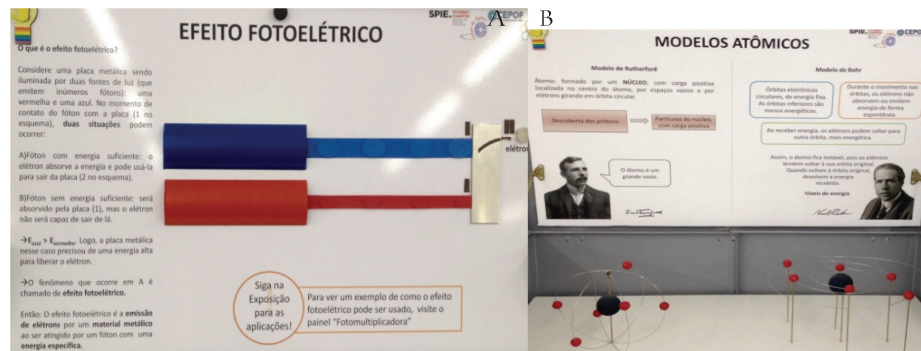 A
SPIE.
CEPOF
EFEITO FOTOELÉTRICO
O que é o efeito fotoelétrico?
Considere uma placa metálica sendo
iluminada por duas fontes de luz (que
emitem inúmeros fótons): uma
vermelha e uma azul. No momento de
contato do fóton com a placa (1 no
esquema), duas situações podem
ocorrer:
A)Fóton com energia suficiente: o
elétron absorve a energia e pode usá-la
para sair da placa (2 no esquema).
B)Fóton sem energia suficiente: será
absorvido pela placa (1), mas o elétron
não será capaz de sair de lá.
→Eazul > Evermelha. Logo, a placa metálica
nesse caso precisou de uma energia alta
para liberar o elétron.
→O fenômeno que ocorre em A é
chamado de efeito fotoelétrico.
Então: O efeito fotoelétrico é a emissão
de elétrons por um material metálico
ao ser atingido por um fóton com uma
energia específica.
elétron
Siga na
Exposição
para as
aplicações!
Para ver um exemplo de como o efeito
fotoelétrico pode ser usado, visite o
painel "Fotomultiplicadora"
B
SPIE.
CEPOF
MODELOS ATÔMICOS
Modelo de Rutherford
Átomo: formado por um NÚCLEO, com carga positiva
localizada no centro do átomo, por espaços vazios e por
elétrons girando em órbita circular.
Descoberta dos prótons
Partículas do núcleo,
com carga positiva
O átomo é um
grande vazio.
Modelo de Bohr
Órbitas eletrônicas
circulares, de energia fixa.
As órbitas inferiores são
menos energéticas.
Durante o movimento nas
órbitas, os elétrons não
absorvem ou emitem
energia de forma
espontânea.
Ao receber energia, os elétrons podem saltar para
outra órbita, mais energética.
Assim, o átomo fica instável, pois os elétrons
tendem voltar à sua órbita original.
Quando voltam à órbita original,
devolvem a energia
recebida.
Níveis de energia